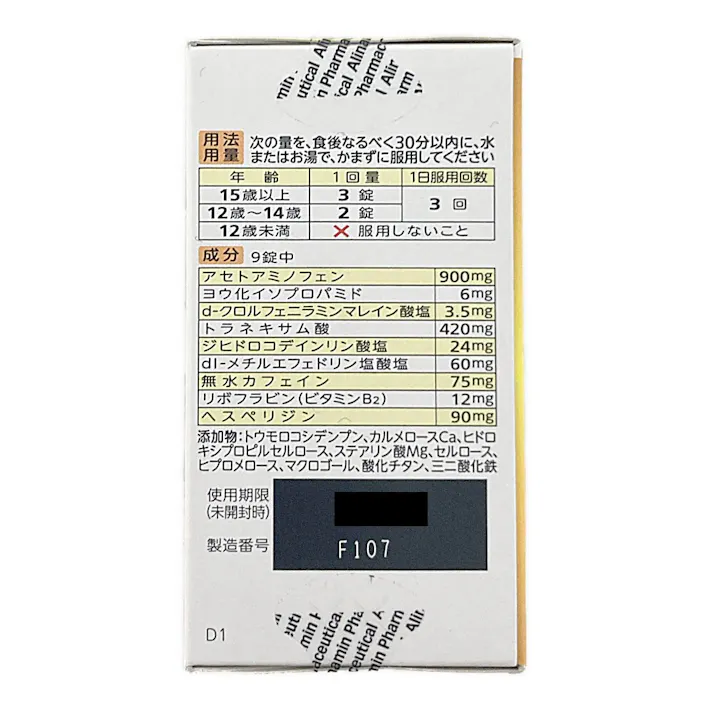 amin Pharmac
ceutical Alinam
用法用量
次の量を、食後なるべく30分以内に、水
またはお湯で、かまずに服用してください
年齢 1回量 1日服用回数
15歳以上 3錠 3回
12歳～14歳 2錠
12歳未満 ×服用しないこと
成分 9錠中
アセトアミノフェン 900mg
ヨウ化イソプロパミド 6mg
d-クロルフェニラミンマレイン酸塩 3.5mg
トラネキサム酸 420mg
ジヒドロコデインリン酸塩 24mg
dl-メチルエフェドリン塩酸塩 60mg
無水カフェイン 75mg
リボフラビン(ビタミンB2) 12mg
ヘスペリジン 90mg
添加物:トウモロコシデンプン、カルメロースCa、ヒドロ
キシプロピルセルロース、ステアリン酸Mg、セルロース、
ヒプロメロース、マクロゴール、酸化チタン、三二酸化鉄
使用期限
(未開封時)
製造番号 F107
D1